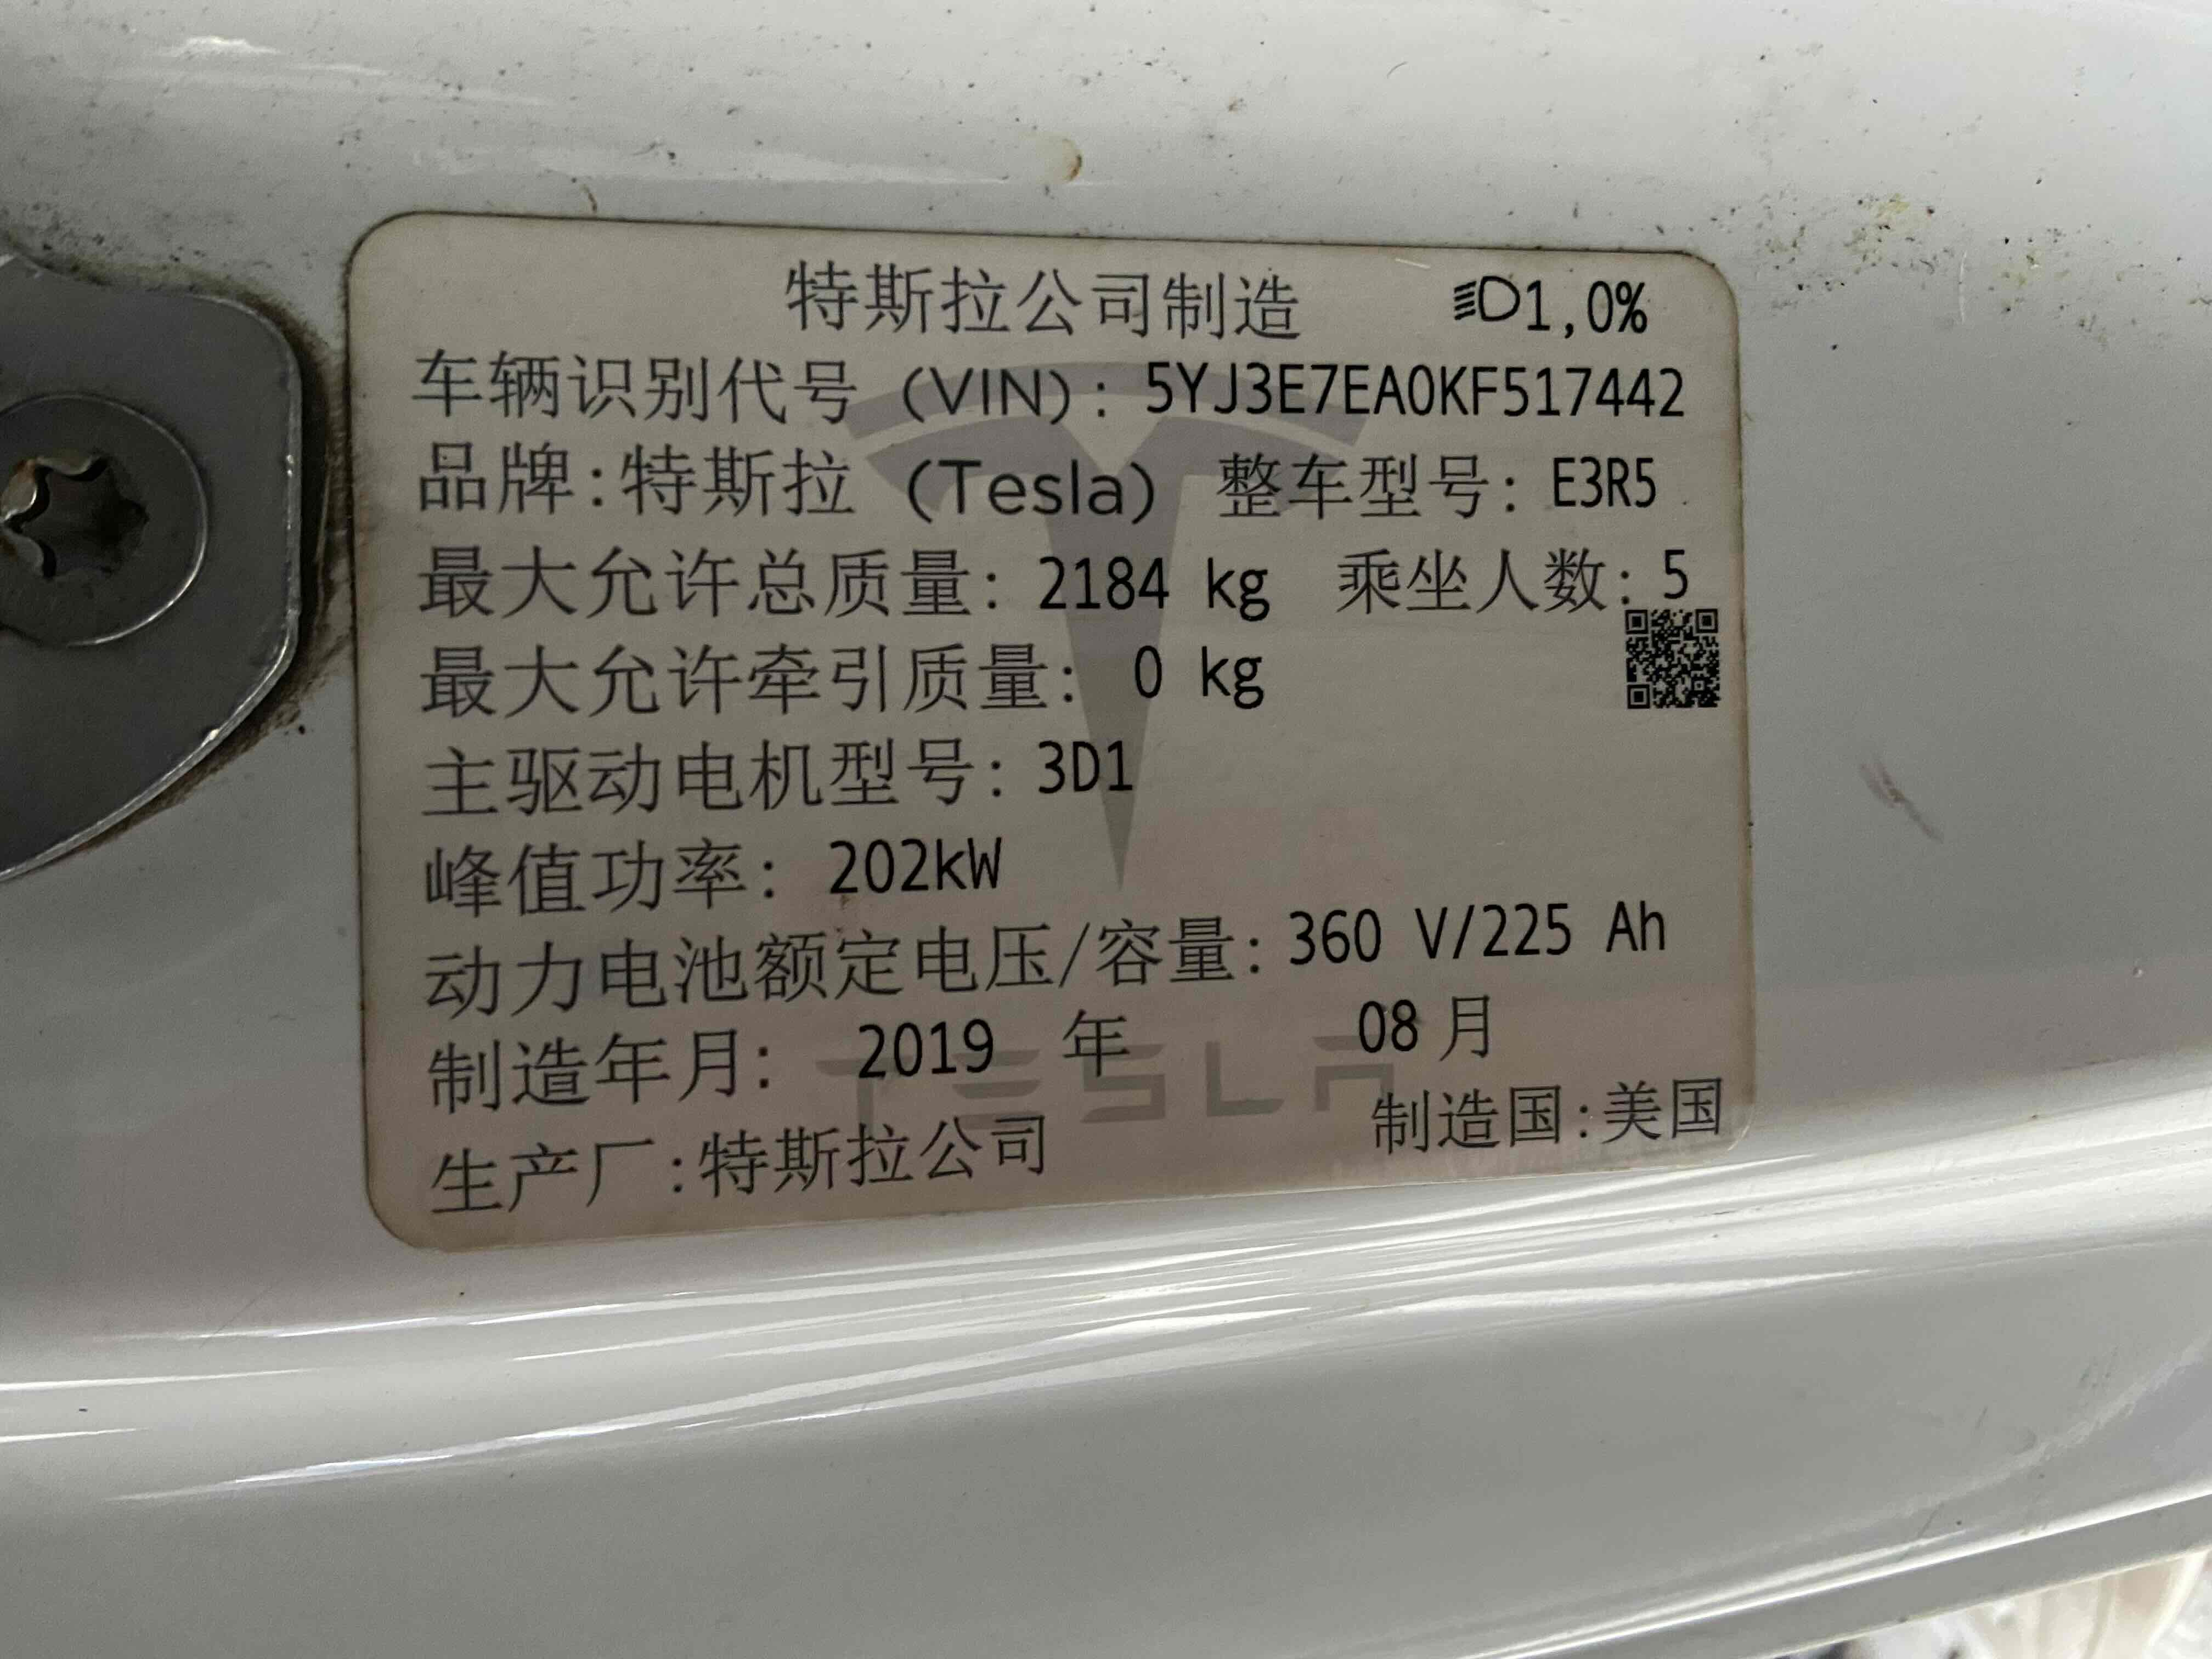 特斯拉公司制造 1,0%
车辆识别代号 (VIN): 5YJ3E7EA0KF517442
品牌:特斯拉 (Tesla) 整车型号: E3R5
最大允许总质量: 2184 kg 乘坐人数: 5
最大允许牵引质量: 0 kg
主驱动电机型号: 3D1
峰值功率: 202kW
动力电池额定电压/容量: 360 V/225 Ah
制造年月: 2019 年 08月
TESLA
生产厂:特斯拉公司 制造国:美国